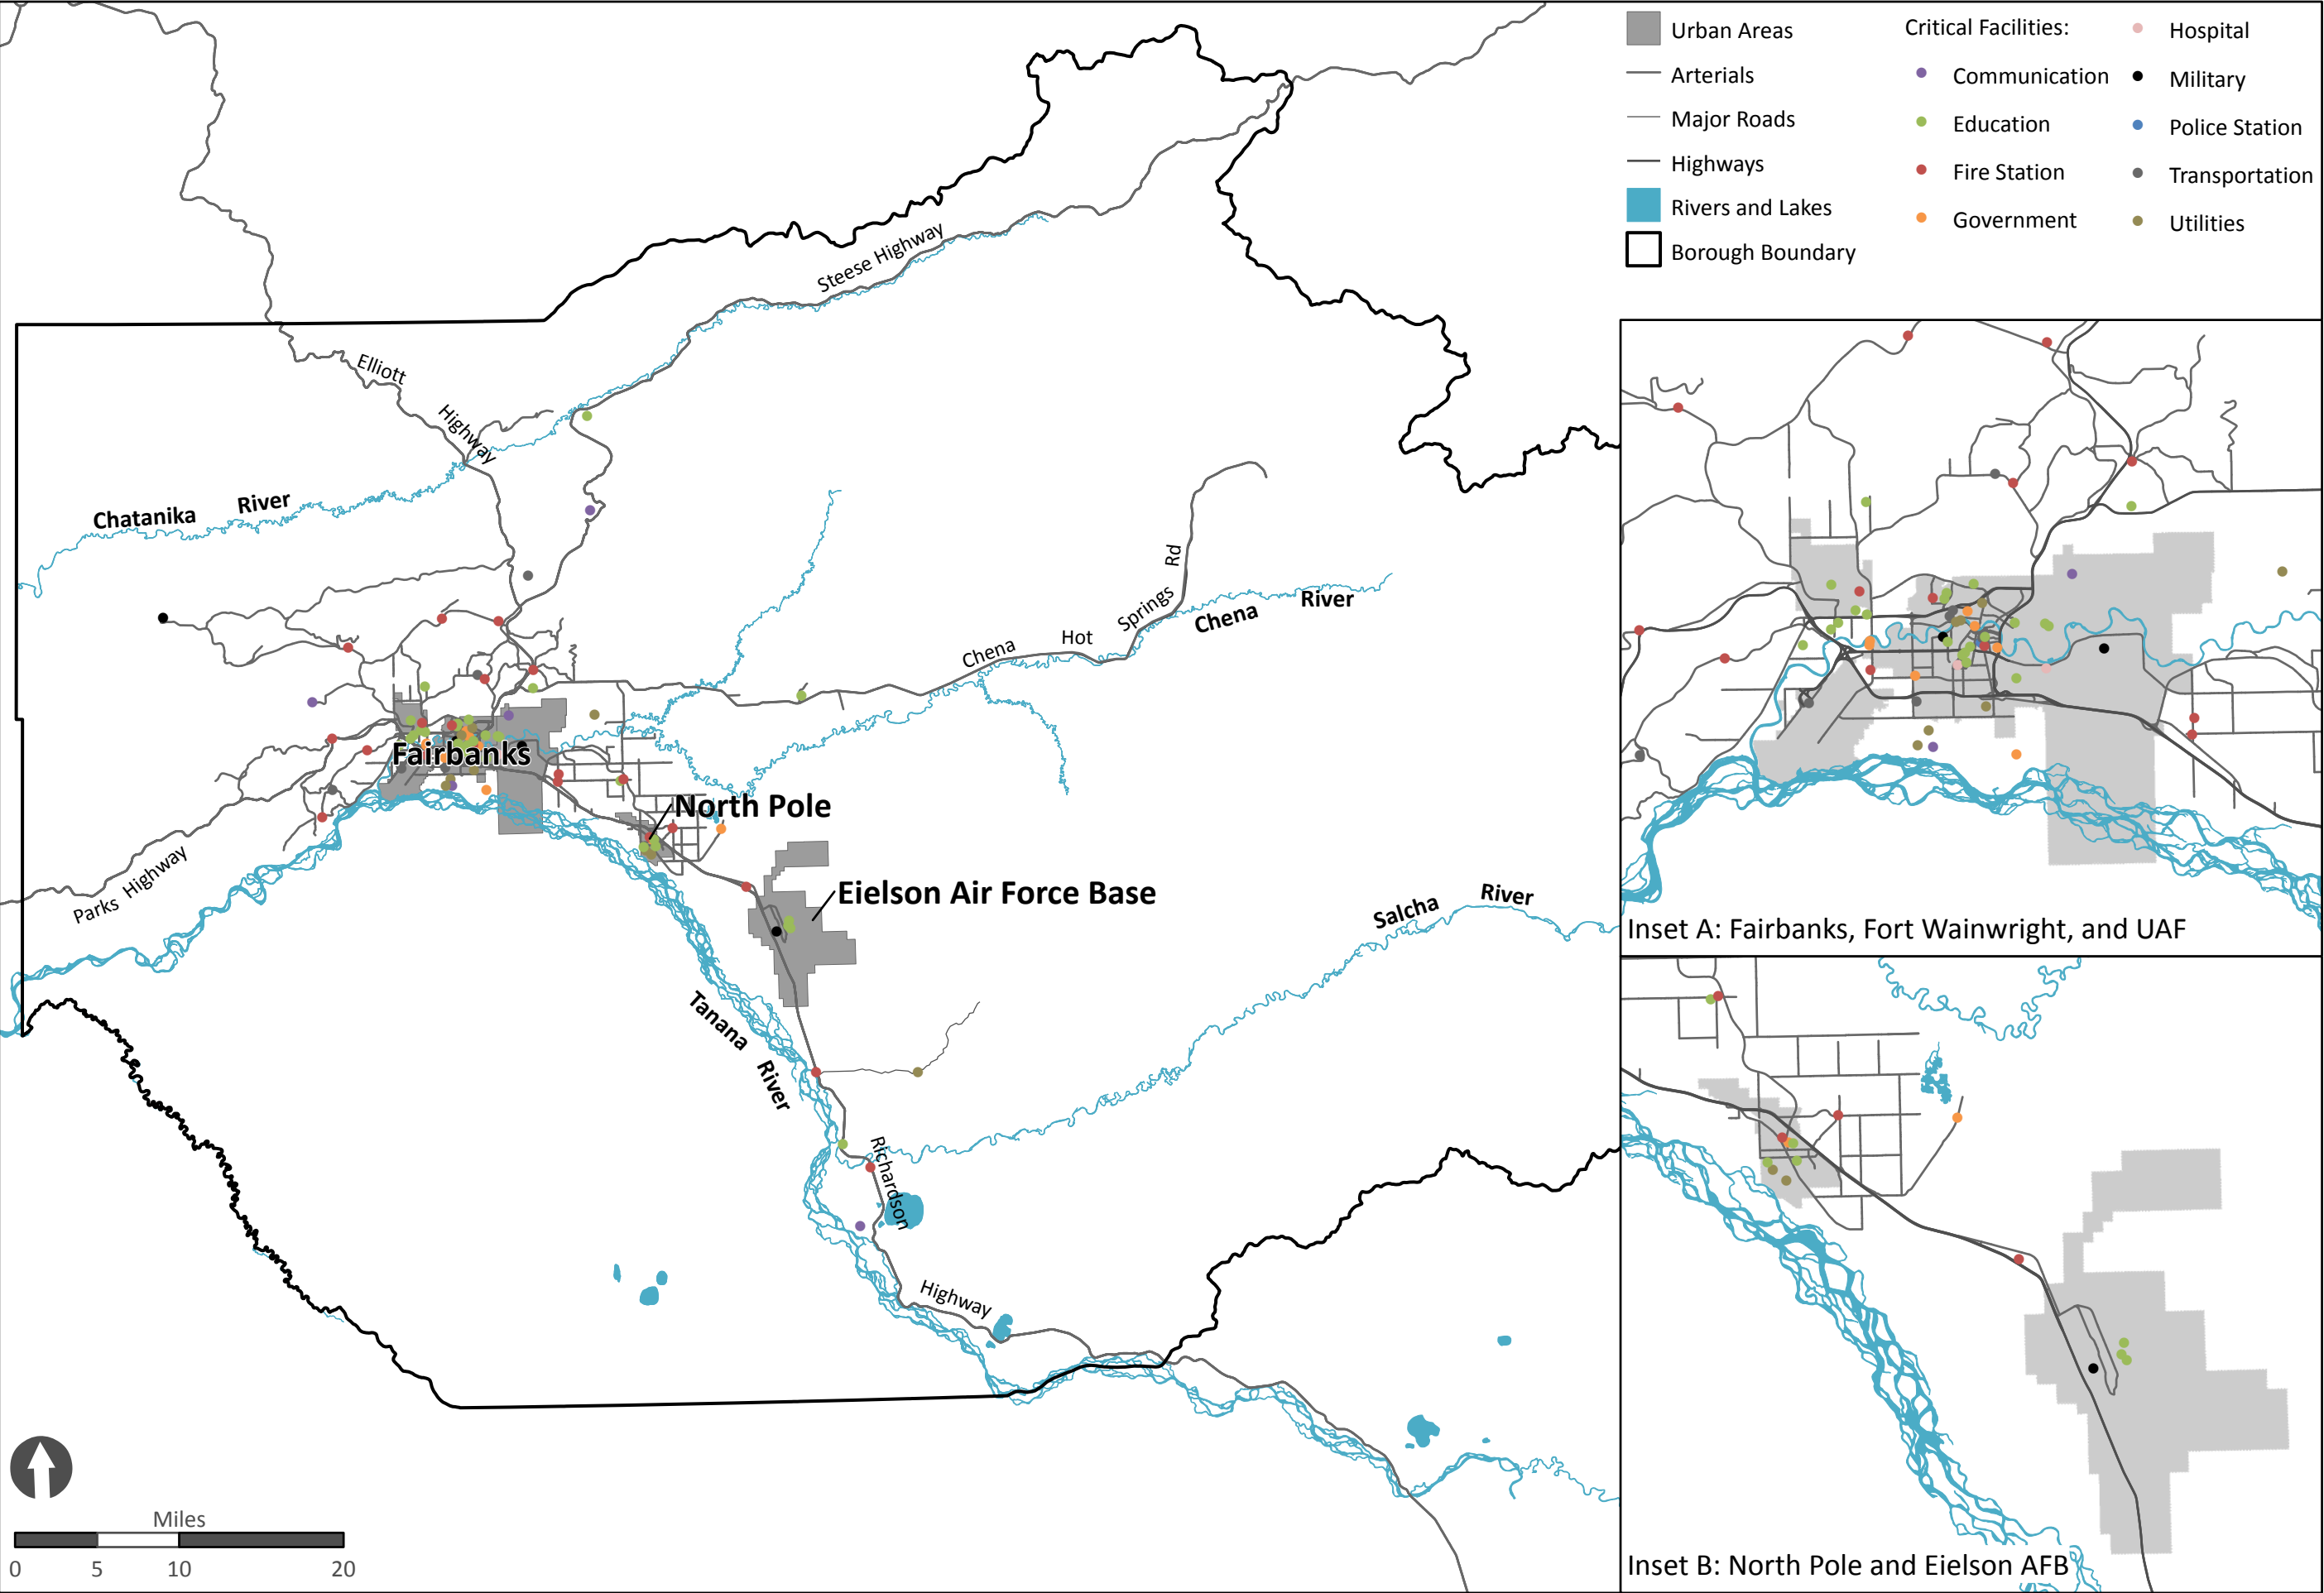 Urban Areas
Arterials
Major Roads
Highways
Rivers and Lakes
Borough Boundary
Critical Facilities:
Communication
Education
Fire Station
Government
Hospital
Military
Police Station
Transportation
Utilities
Steese Highway
Elliott
Highway
Chatanika River
Chena Hot Springs Rd
Chena River
Fairbanks
North Pole
Eielson Air Force Base
Parks Highway
Salcha River
Tanana River
Richardson
Highway
Miles
0 5 10 20
Inset A: Fairbanks, Fort Wainwright, and UAF
Inset B: North Pole and Eielson AFB